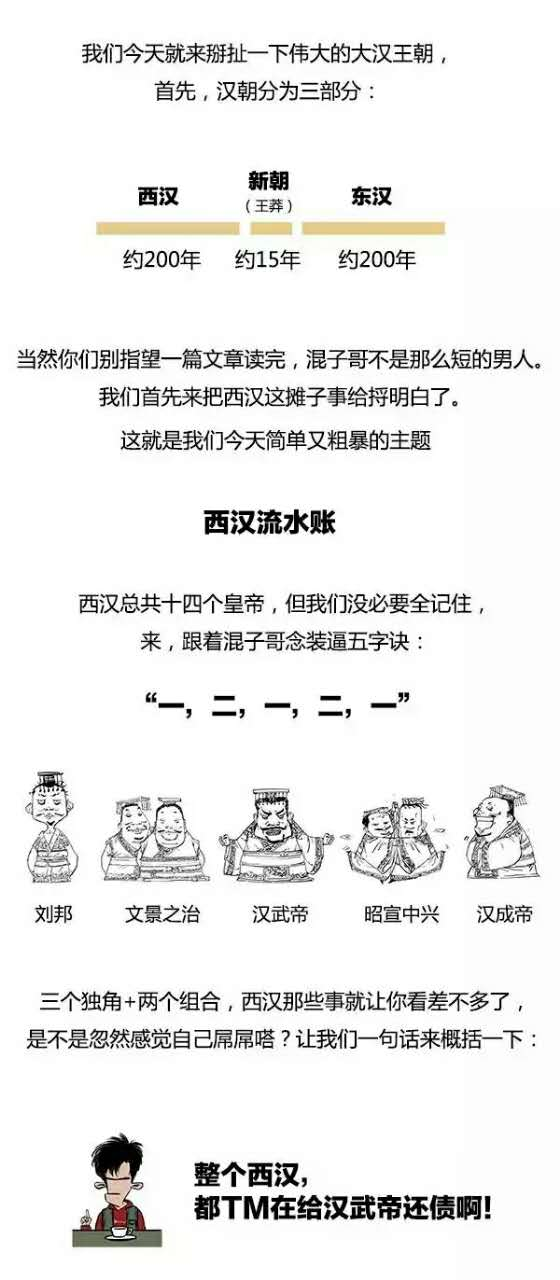 我们今天就来掰扯一下伟大的大汉王朝，
首先，汉朝分为三部分：
西汉
新朝
（王莽）
东汉
约200年
约15年
约200年
当然你们别指望一篇文章读完，混子哥不是那么短的男人。
我们首先来把西汉这摊子事给捋明白了。
这就是我们今天简单又粗暴的主题
西汉流水账
西汉总共十四个皇帝，但我们没必要全记住，
来，跟着混子哥念装逼五字诀：
“一，二，一，二，一”
刘邦
文景之治
汉武帝
昭宣中兴
汉成帝
三个独角+两个组合，西汉那些事就让你看差不多了，
是不是忽然感觉自己屌屌嗒？让我们一句话来概括一下：
整个西汉，
都TM在给汉武帝还债啊！